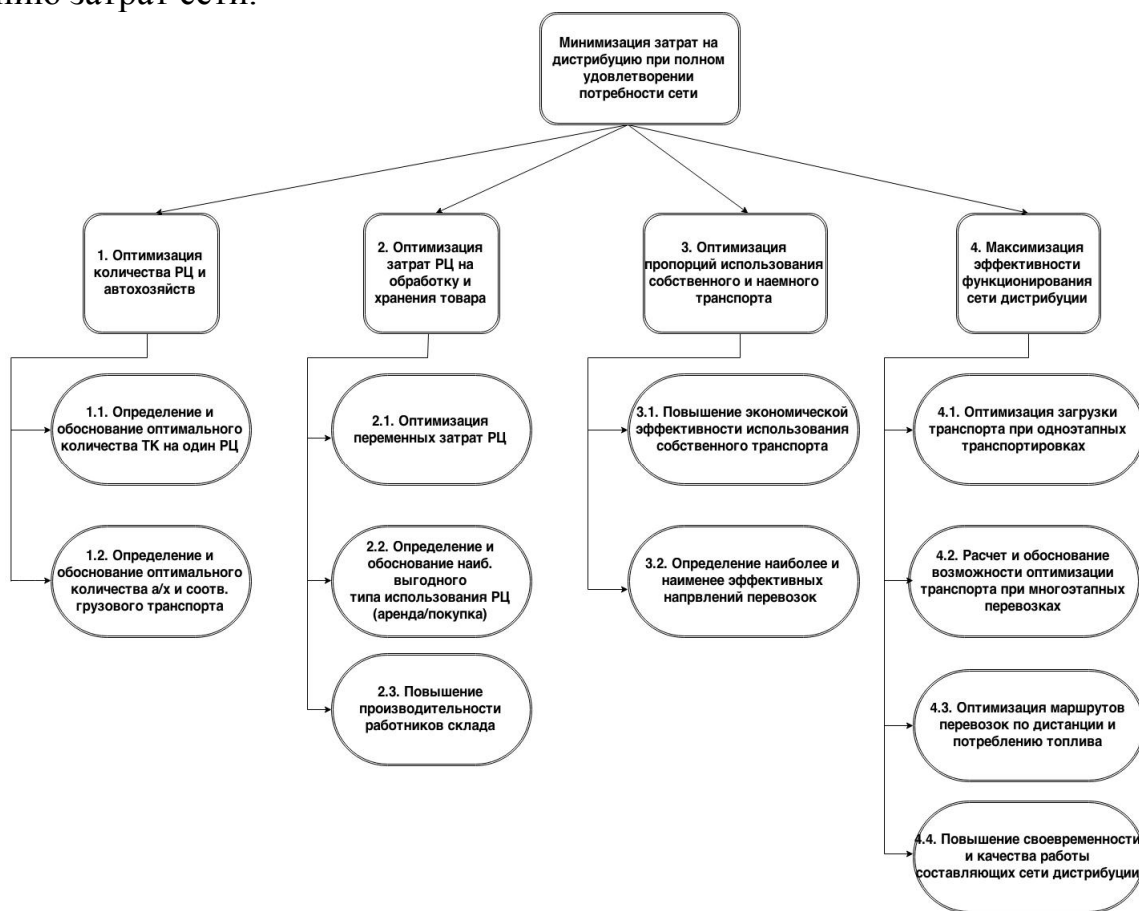 затрат сети.
Минимизация затрат на
дистрибуцию при полном
удовлетворении
потребности сети
1. Оптимизация
количества РЦ и
автохозяйств
2. Оптимизация
затрат РЦ на
обработку и
хранения товара
3. Оптимизация
пропорций использования
собственного и наемного
транспорта
4. Максимизация
эффективности
функционирования
сети дистрибуции
1.1. Определение и
обоснование оптимального
количества ТК на один РЦ
2.1. Оптимизация
переменных затрат РЦ
3.1. Повышение экономической
эффективности использования
собственного транспорта
4.1. Оптимизация загрузки
транспорта при одноэтапных
транспортировках
1.2. Определение и
обоснование оптимального
количества а/х и соотв.
грузового транспорта
2.2. Определение и
обоснование наиб.
выгодного
типа использования РЦ
(аренда/покупка)
3.2. Определение наиболее и
наименее эффективных
напрвлений перевозок
4.2. Расчет и обоснование
возможности оптимизации
транспорта при многоэтапных
перевозках
2.3. Повышение
производительности
работников склада
4.3. Оптимизация маршрутов
перевозок по дистанции и
потреблению топлива
4.4. Повышение своевременности
и качества работы
составляющих сети дистрибуции